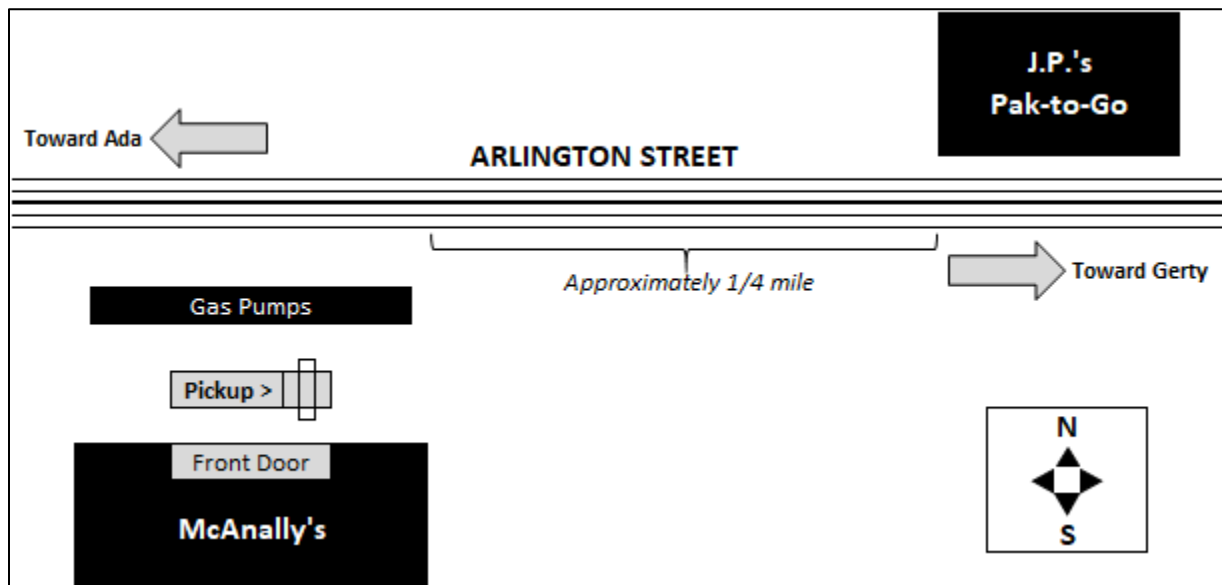 J.P.'s
Pak-to-Go
Toward Ada
ARLINGTON STREET
Approximately 1/4 mile
Toward Gerty
Gas Pumps
Pickup >
Front Door
McAnally's
N
S